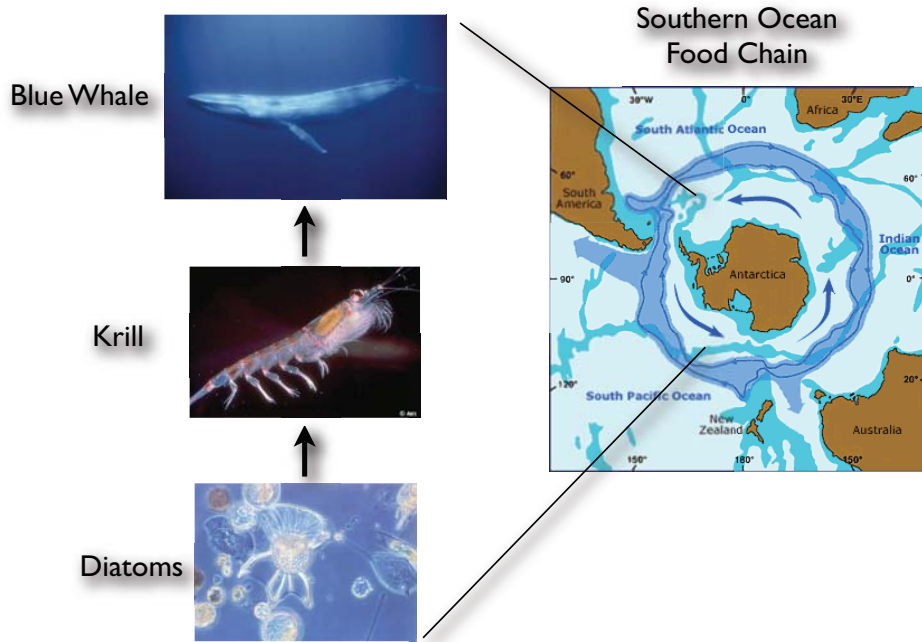 Southern Ocean
Food Chain
Blue Whale
Krill
Diatoms
30°W
0°
30°E
Africa
South Atlantic Ocean
60°
South
America
60°
Indian
Ocean
Antarctica
90°
0°
120°
South Pacific Ocean
New
Zealand
20°
Australia
150°
180°
150°